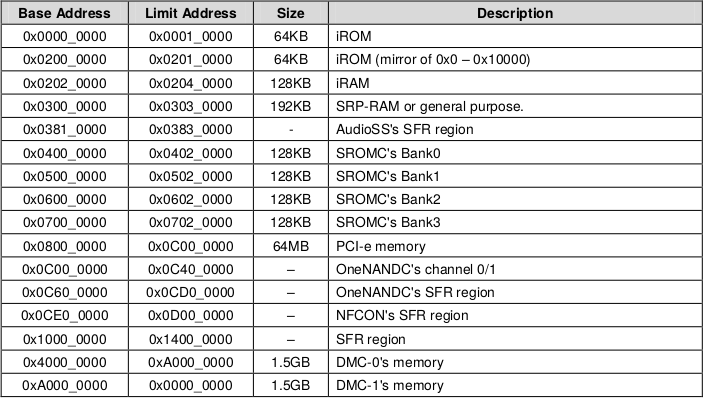 Base Address Limit Address Size Description
0x0000_0000 0x0001_0000 64KB iROM
0x0200_0000 0x0201_0000 64KB iROM (mirror of 0x0 – 0x10000)
0x0202_0000 0x0204_0000 128KB iRAM
0x0300_0000 0x0303_0000 192KB SRP-RAM or general purpose.
0x0381_0000 0x0383_0000 - AudioSS's SFR region
0x0400_0000 0x0402_0000 128KB SROMC's Bank0
0x0500_0000 0x0502_0000 128KB SROMC's Bank1
0x0600_0000 0x0602_0000 128KB SROMC's Bank2
0x0700_0000 0x0702_0000 128KB SROMC's Bank3
0x0800_0000 0x0C00_0000 64MB PCI-e memory
0x0C00_0000 0x0C40_0000 – OneNANDC's channel 0/1
0x0C60_0000 0x0CD0_0000 – OneNANDC's SFR region
0x0CE0_0000 0x0D00_0000 – NFCON's SFR region
0x1000_0000 0x1400_0000 – SFR region
0x4000_0000 0xA000_0000 1.5GB DMC-0's memory
0xA000_0000 0x0000_0000 1.5GB DMC-1's memory